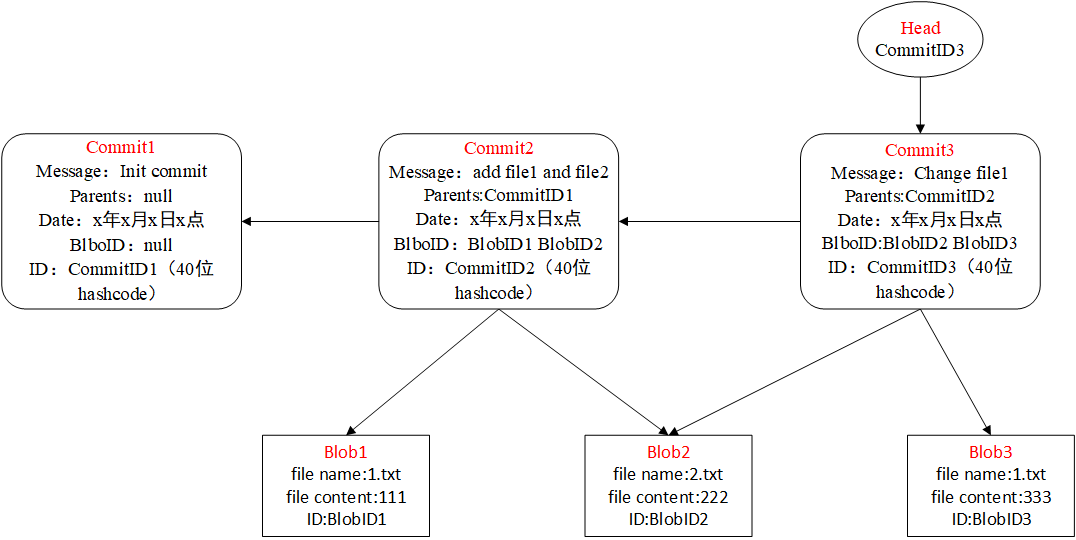 Head
CommitID3
Commit1
Message：Init commit
Parents：null
Date：x年x月x日x点
BlboID：null
ID：CommitID1（40位
hashcode）
Commit2
Message：add file1 and file2
Parents:CommitID1
Date：x年x月x日x点
BlboID：BlobID1 BlobID2
ID：CommitID2（40位
hashcode）
Commit3
Message：Change file1
Parents:CommitID2
Date：x年x月x日x点
BlboID:BlobID2 BlobID3
ID：CommitID3（40位
hashcode）
Blob1
file name:1.txt
file content:111
ID:BlobID1
Blob2
file name:2.txt
file content:222
ID:BlobID2
Blob3
file name:1.txt
file content:333
ID:BlobID3